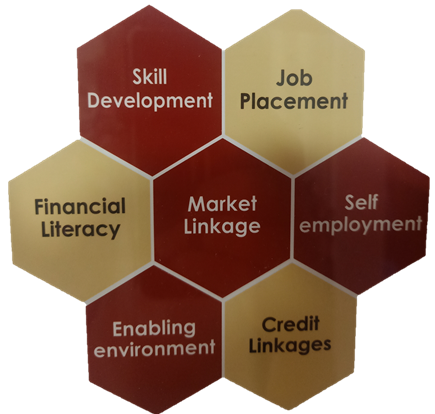 Skill
Development
Job
Placement
Financial
Literacy
Market
Linkage
Self
employment
Enabling
environment
Credit
Linkages